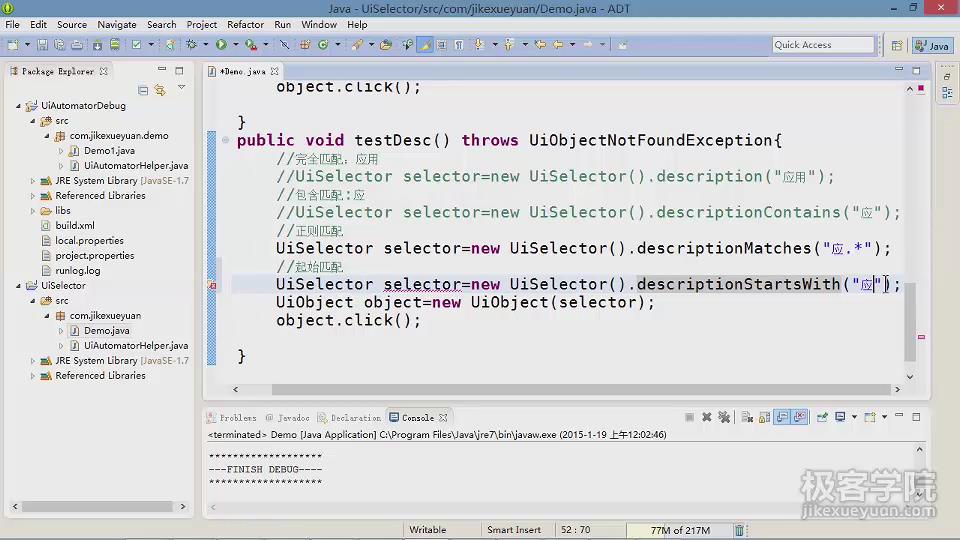 Java - UiSelector/src/com/jikexueyuan/Demo.java - ADT
File Edit Source Navigate Search Project Refactor Run Window Help
Quick Access
Java
Package Explorer
*Demo.java
UiAutomatorDebug
src
com.jikexueyuan.demo
Demo1.java
UiAutomatorHelper.java
JRE System Library [JavaSE-1.7
Referenced Libraries
libs
build.xml
local.properties
project.properties
runlog.log
UiSelector
src
com.jikexueyuan
Demo.java
UiAutomatorHelper.java
JRE System Library [JavaSE-1.7
Referenced Libraries
object.click();
}
public void testDesc() throws UiObjectNotFoundException{
//完全匹配：应用
//UiSelector selector=new UiSelector().description("应用");
//包含匹配：应
//UiSelector selector=new UiSelector().descriptionContains("应");
//正则匹配
UiSelector selector=new UiSelector().descriptionMatches("应.*");
//起始匹配
UiSelector selector=new UiSelector().descriptionStartsWith("应");
UiObject object=new UiObject(selector);
object.click();
}
Problems Javadoc Declaration Console
<terminated> Demo [Java Application] C:\Program Files\Java\jre7\bin\javaw.exe (2015-1-19 上午12:02:46)
*******************
---FINISH DEBUG----
*******************
Writable Smart Insert 52 : 70 77M of 217M
极客学院
jikexueyuan.com